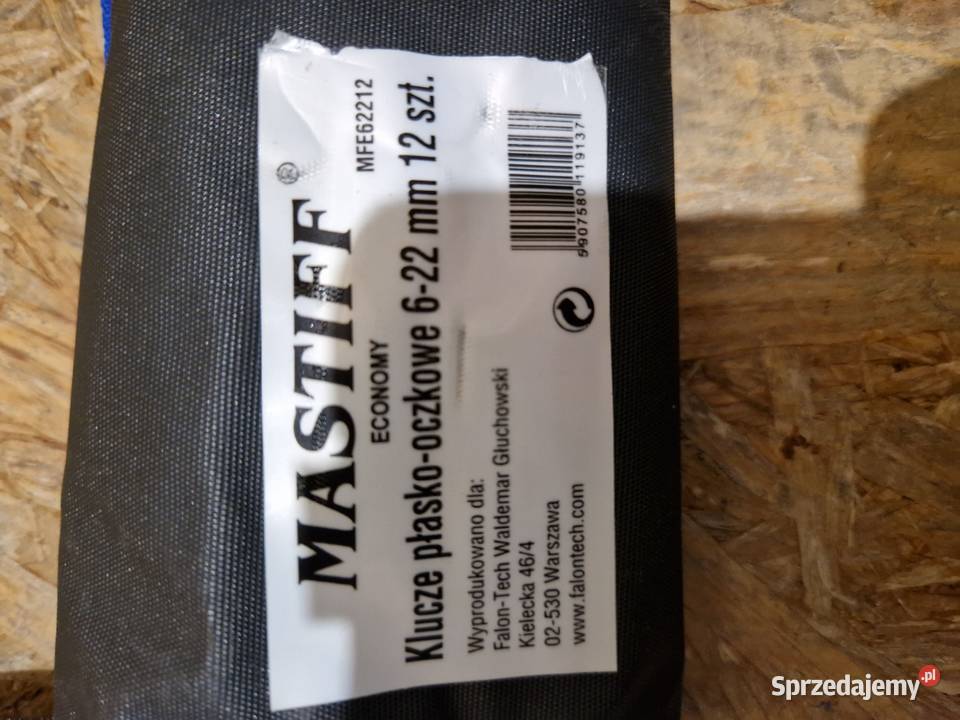 MASTIFF®
ECONOMY
MFE62212
Klucze płasko-oczkowe 6-22 mm 12 szt.
Wyprodukowano dla:
Falon-Tech Waldemar Głuchowski
Kielecka 46/4
02-530 Warszawa
www.falontech.com
5907580119137
Sprzedajemy.pl